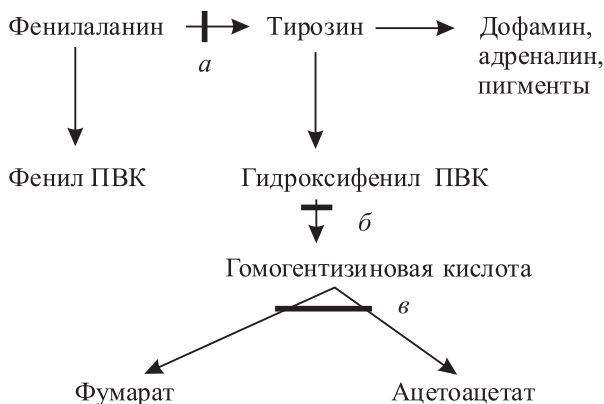 Фенилаланин
Тирозин
Дофамин,
адреналин,
пигменты
а
Фенил ПВК
Гидроксифенил ПВК
б
Гомогентизиновая кислота
в
Фумарат
Ацетоацетат